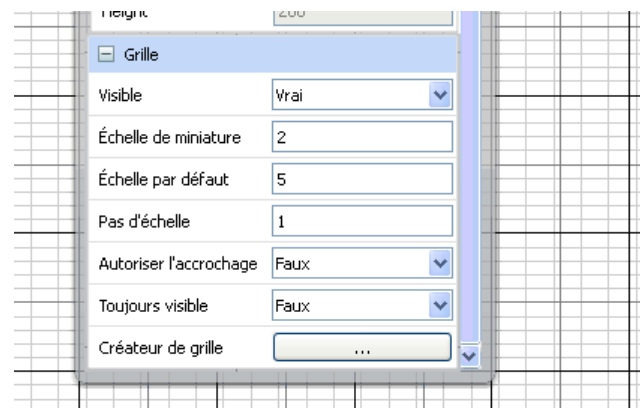 Height
Grille
Visible Vrai
Échelle de miniature 2
Échelle par défaut 5
Pas d'échelle 1
Autoriser l'accrochage Faux
Toujours visible Faux
Créateur de grille ...